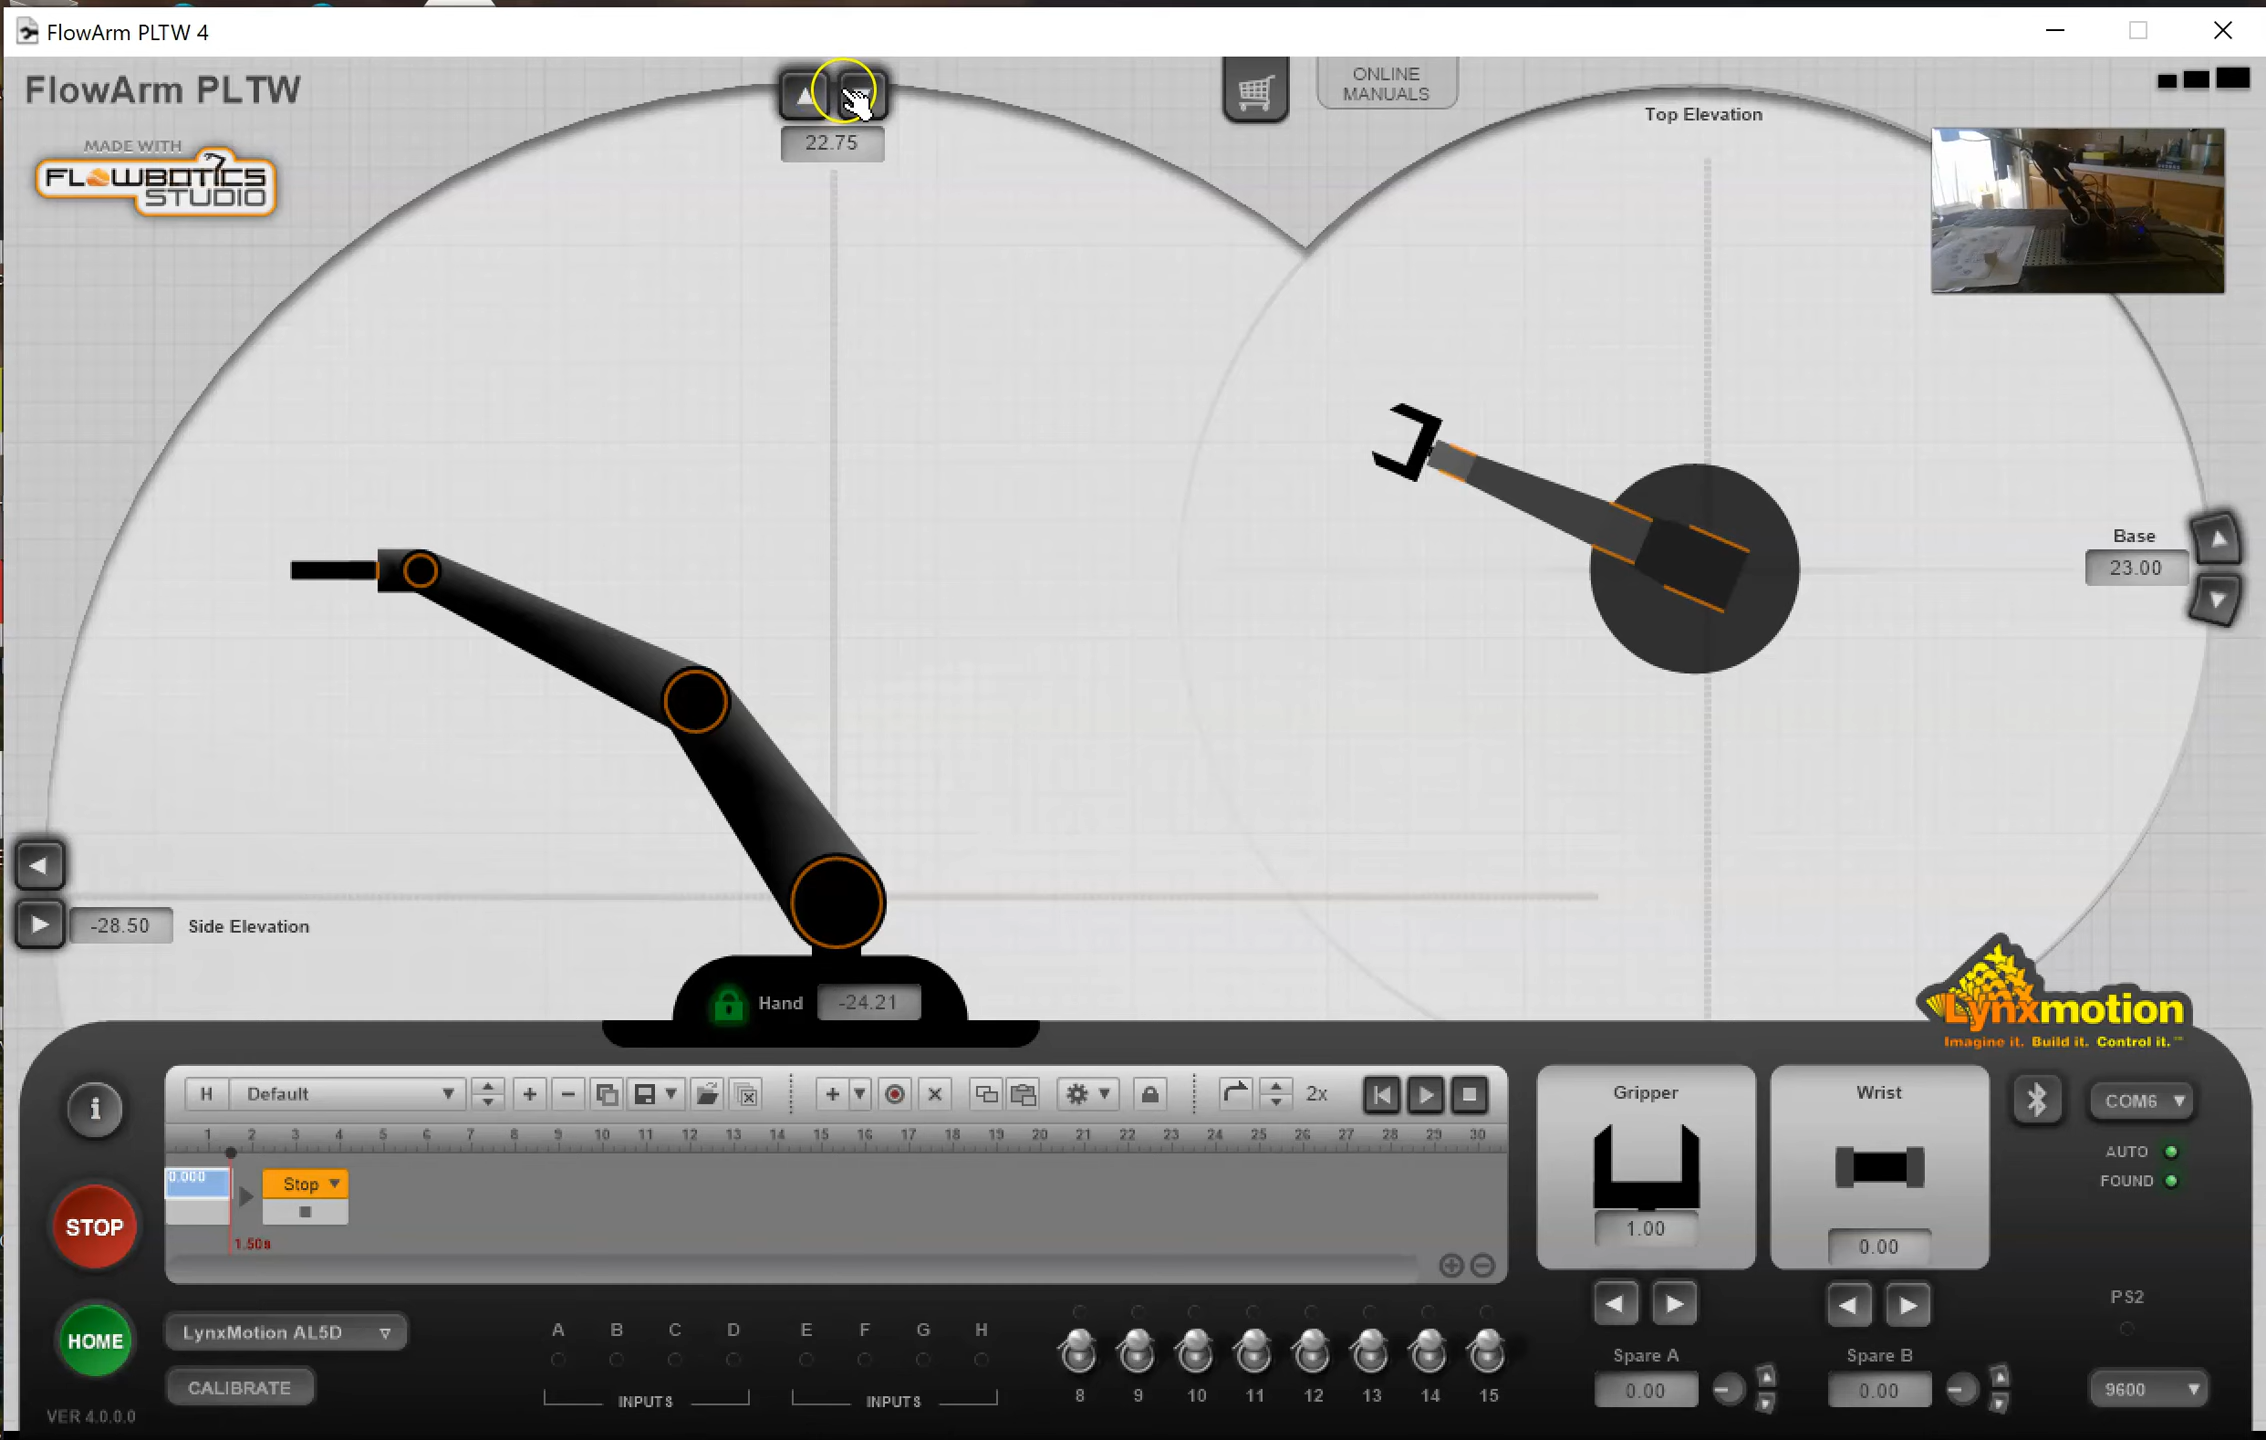 FlowArm PLTW 4
FlowArm PLTW
MADE WITH
FLOWBOTICS
STUDIO
22.75
ONLINE
MANUALS
Top Elevation
Base
23.00
-28.50
Side Elevation
Hand
-24.21
Lynxmotion
Imagine it. Build it. Control it.™
i
H
Default
2x
1 2 3 4 5 6 7 8 9 10 11 12 13 14 15 16 17 18 19 20 21 22 23 24 25 26 27 28 29 30
0.000
Stop
1.50s
STOP
HOME
Gripper
1.00
Wrist
0.00
COM6
AUTO
FOUND
LynxMotion AL5D
CALIBRATE
VER 4.0.0.0
A B C D E F G H
INPUTS
INPUTS
8 9 10 11 12 13 14 15
Spare A
0.00
Spare B
0.00
PS2
9600